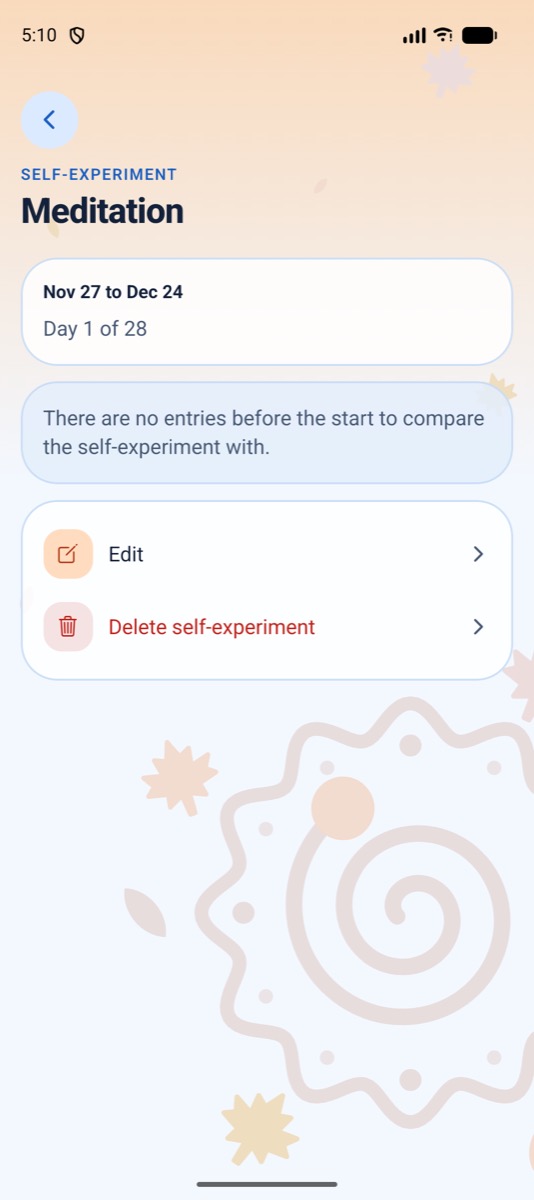 5:10
SELF-EXPERIMENT
Meditation
Nov 27 to Dec 24
Day 1 of 28
There are no entries before the start to compare
the self-experiment with.
Edit
Delete self-experiment